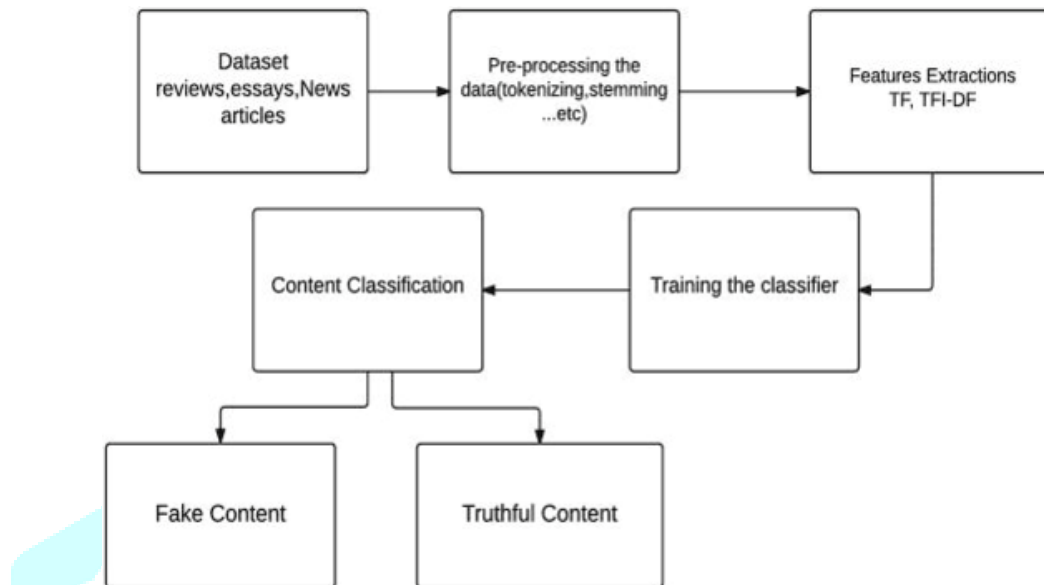 Dataset
reviews,essays,News
articles
Pre-processing the
data(tokenizing,stemming
...etc)
Features Extractions
TF, TFI-DF
Training the classifier
Content Classification
Fake Content
Truthful Content